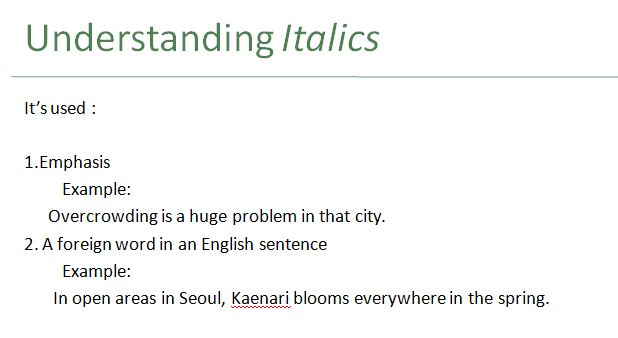 Understanding Italics
It's used :
1.Emphasis
Example:
Overcrowding is a huge problem in that city.
2. A foreign word in an English sentence
Example:
In open areas in Seoul, Kaenari blooms everywhere in the spring.